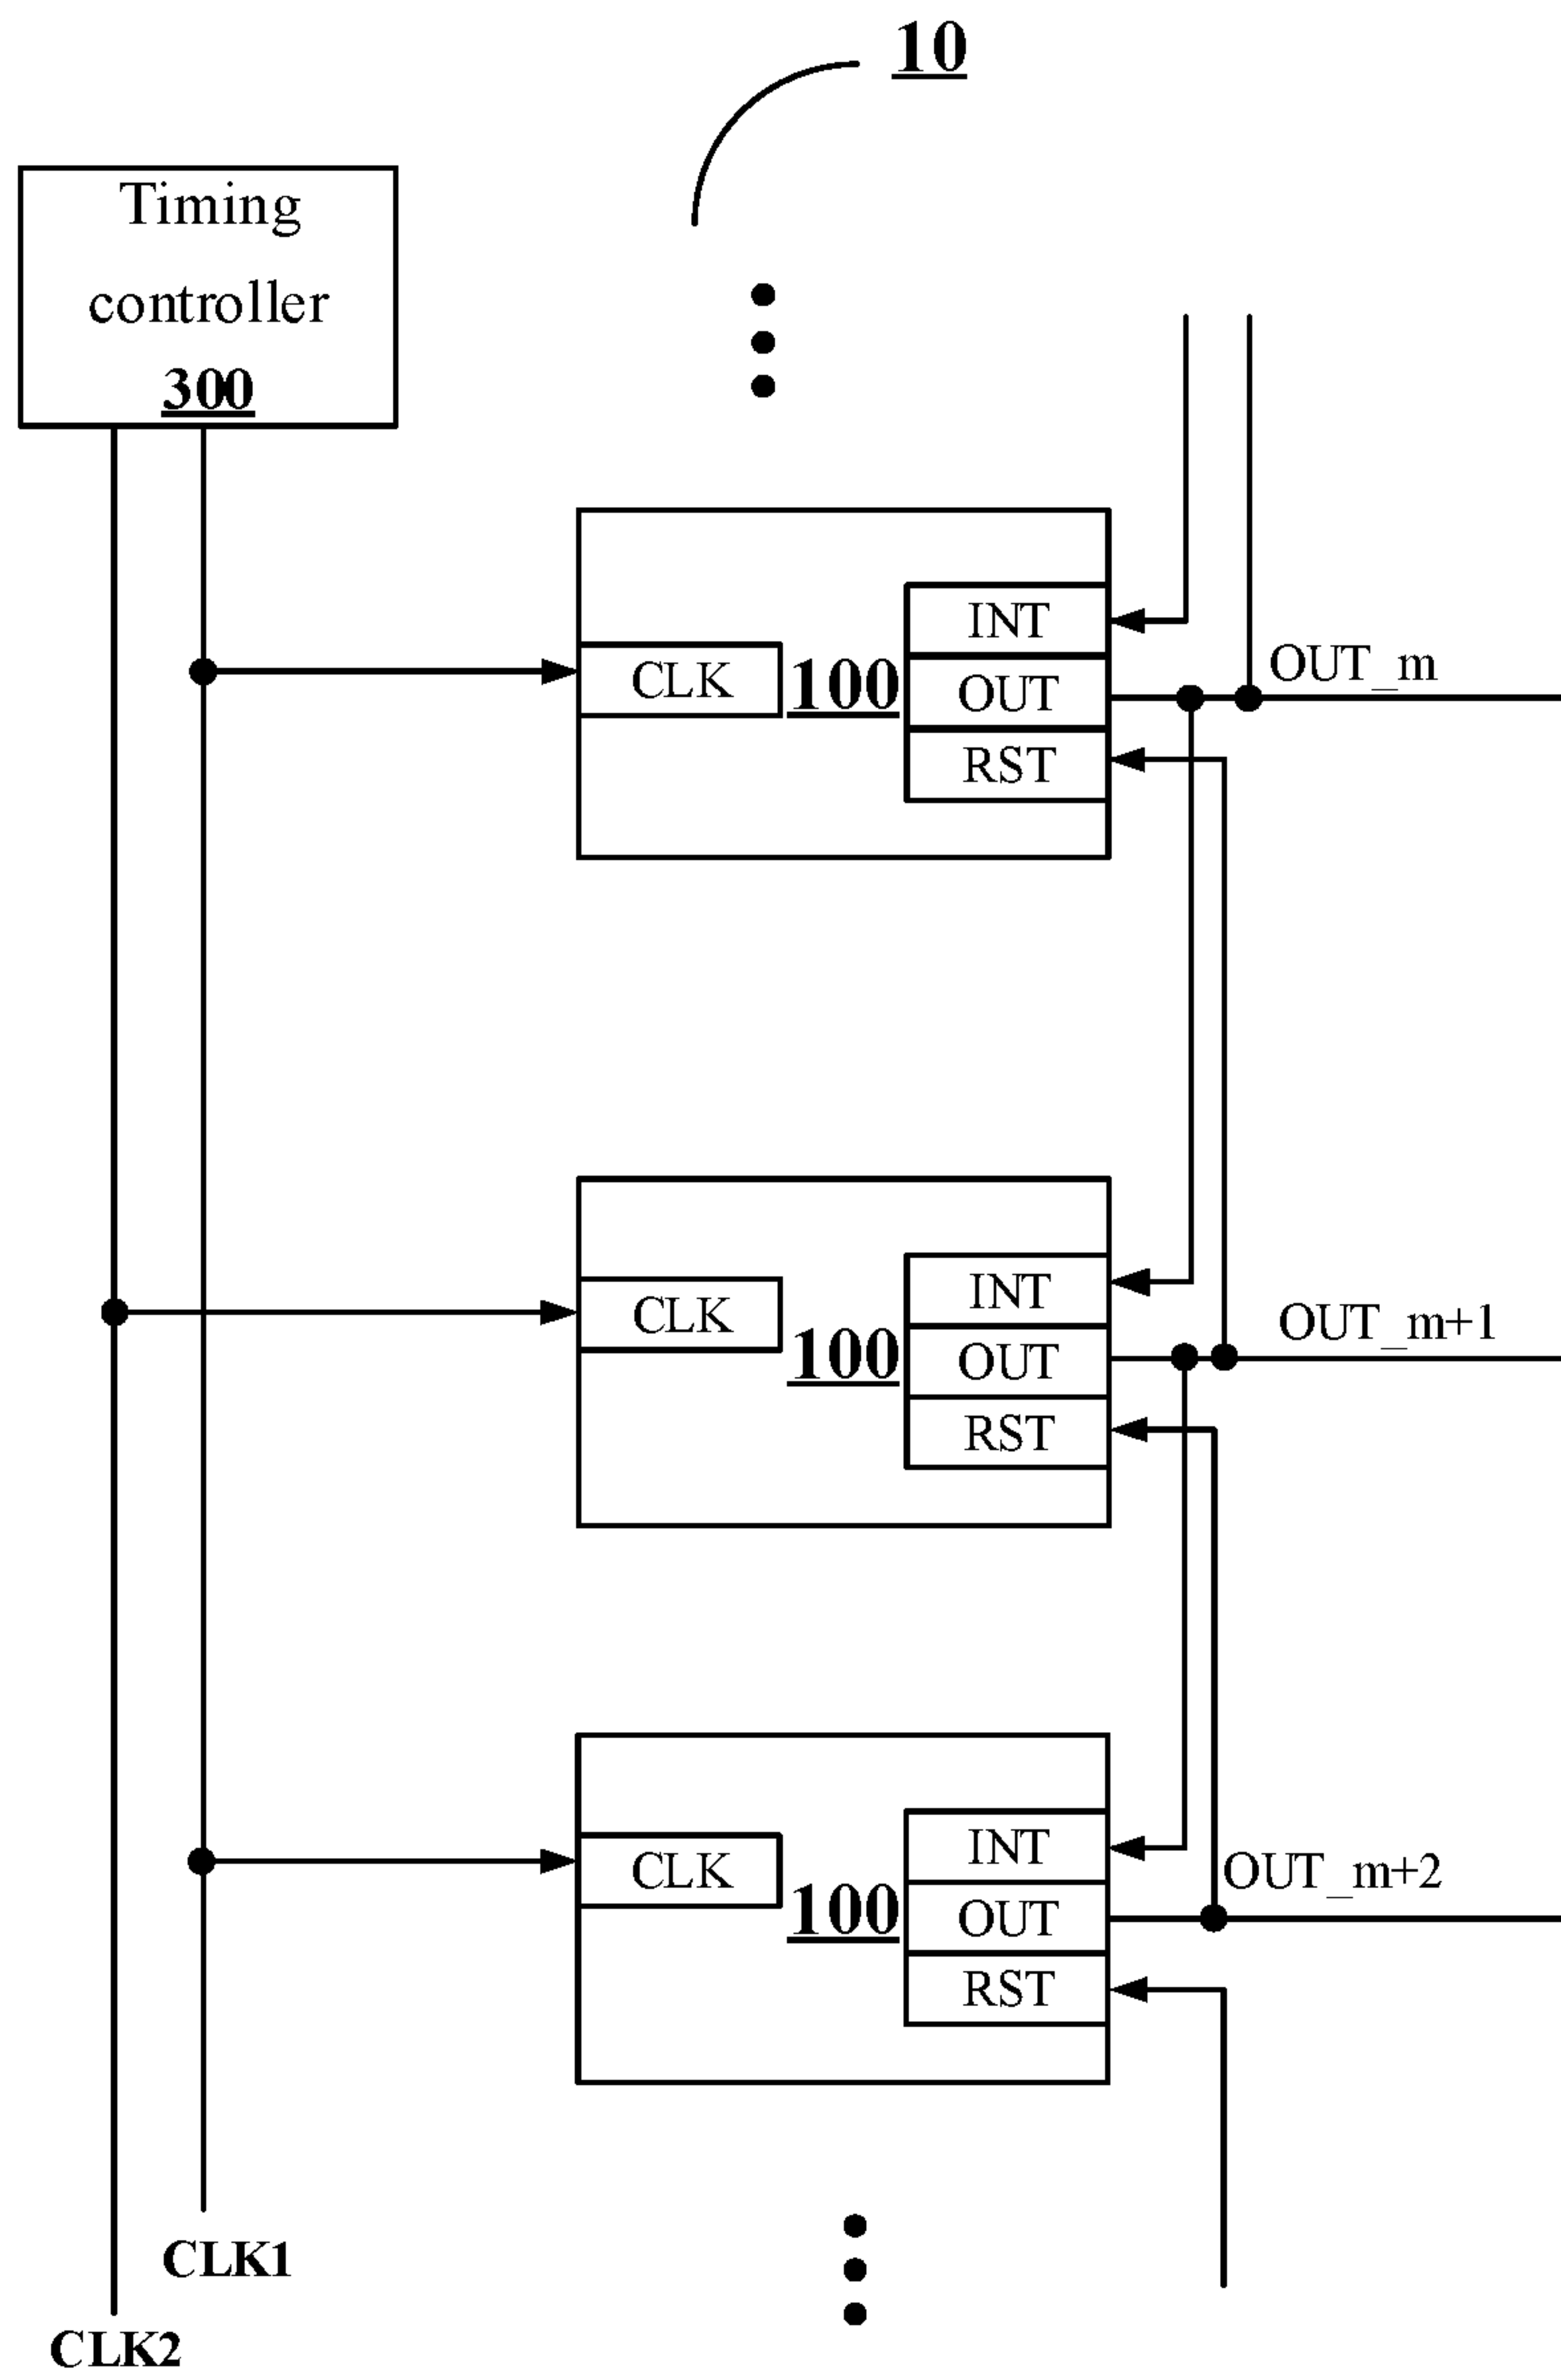 10
Timing
controller
300
INT
CLK
100
OUT
OUT_m
RST
INT
CLK
100
OUT
OUT_m+1
RST
INT
CLK
100
OUT
OUT_m+2
RST
CLK1
CLK2